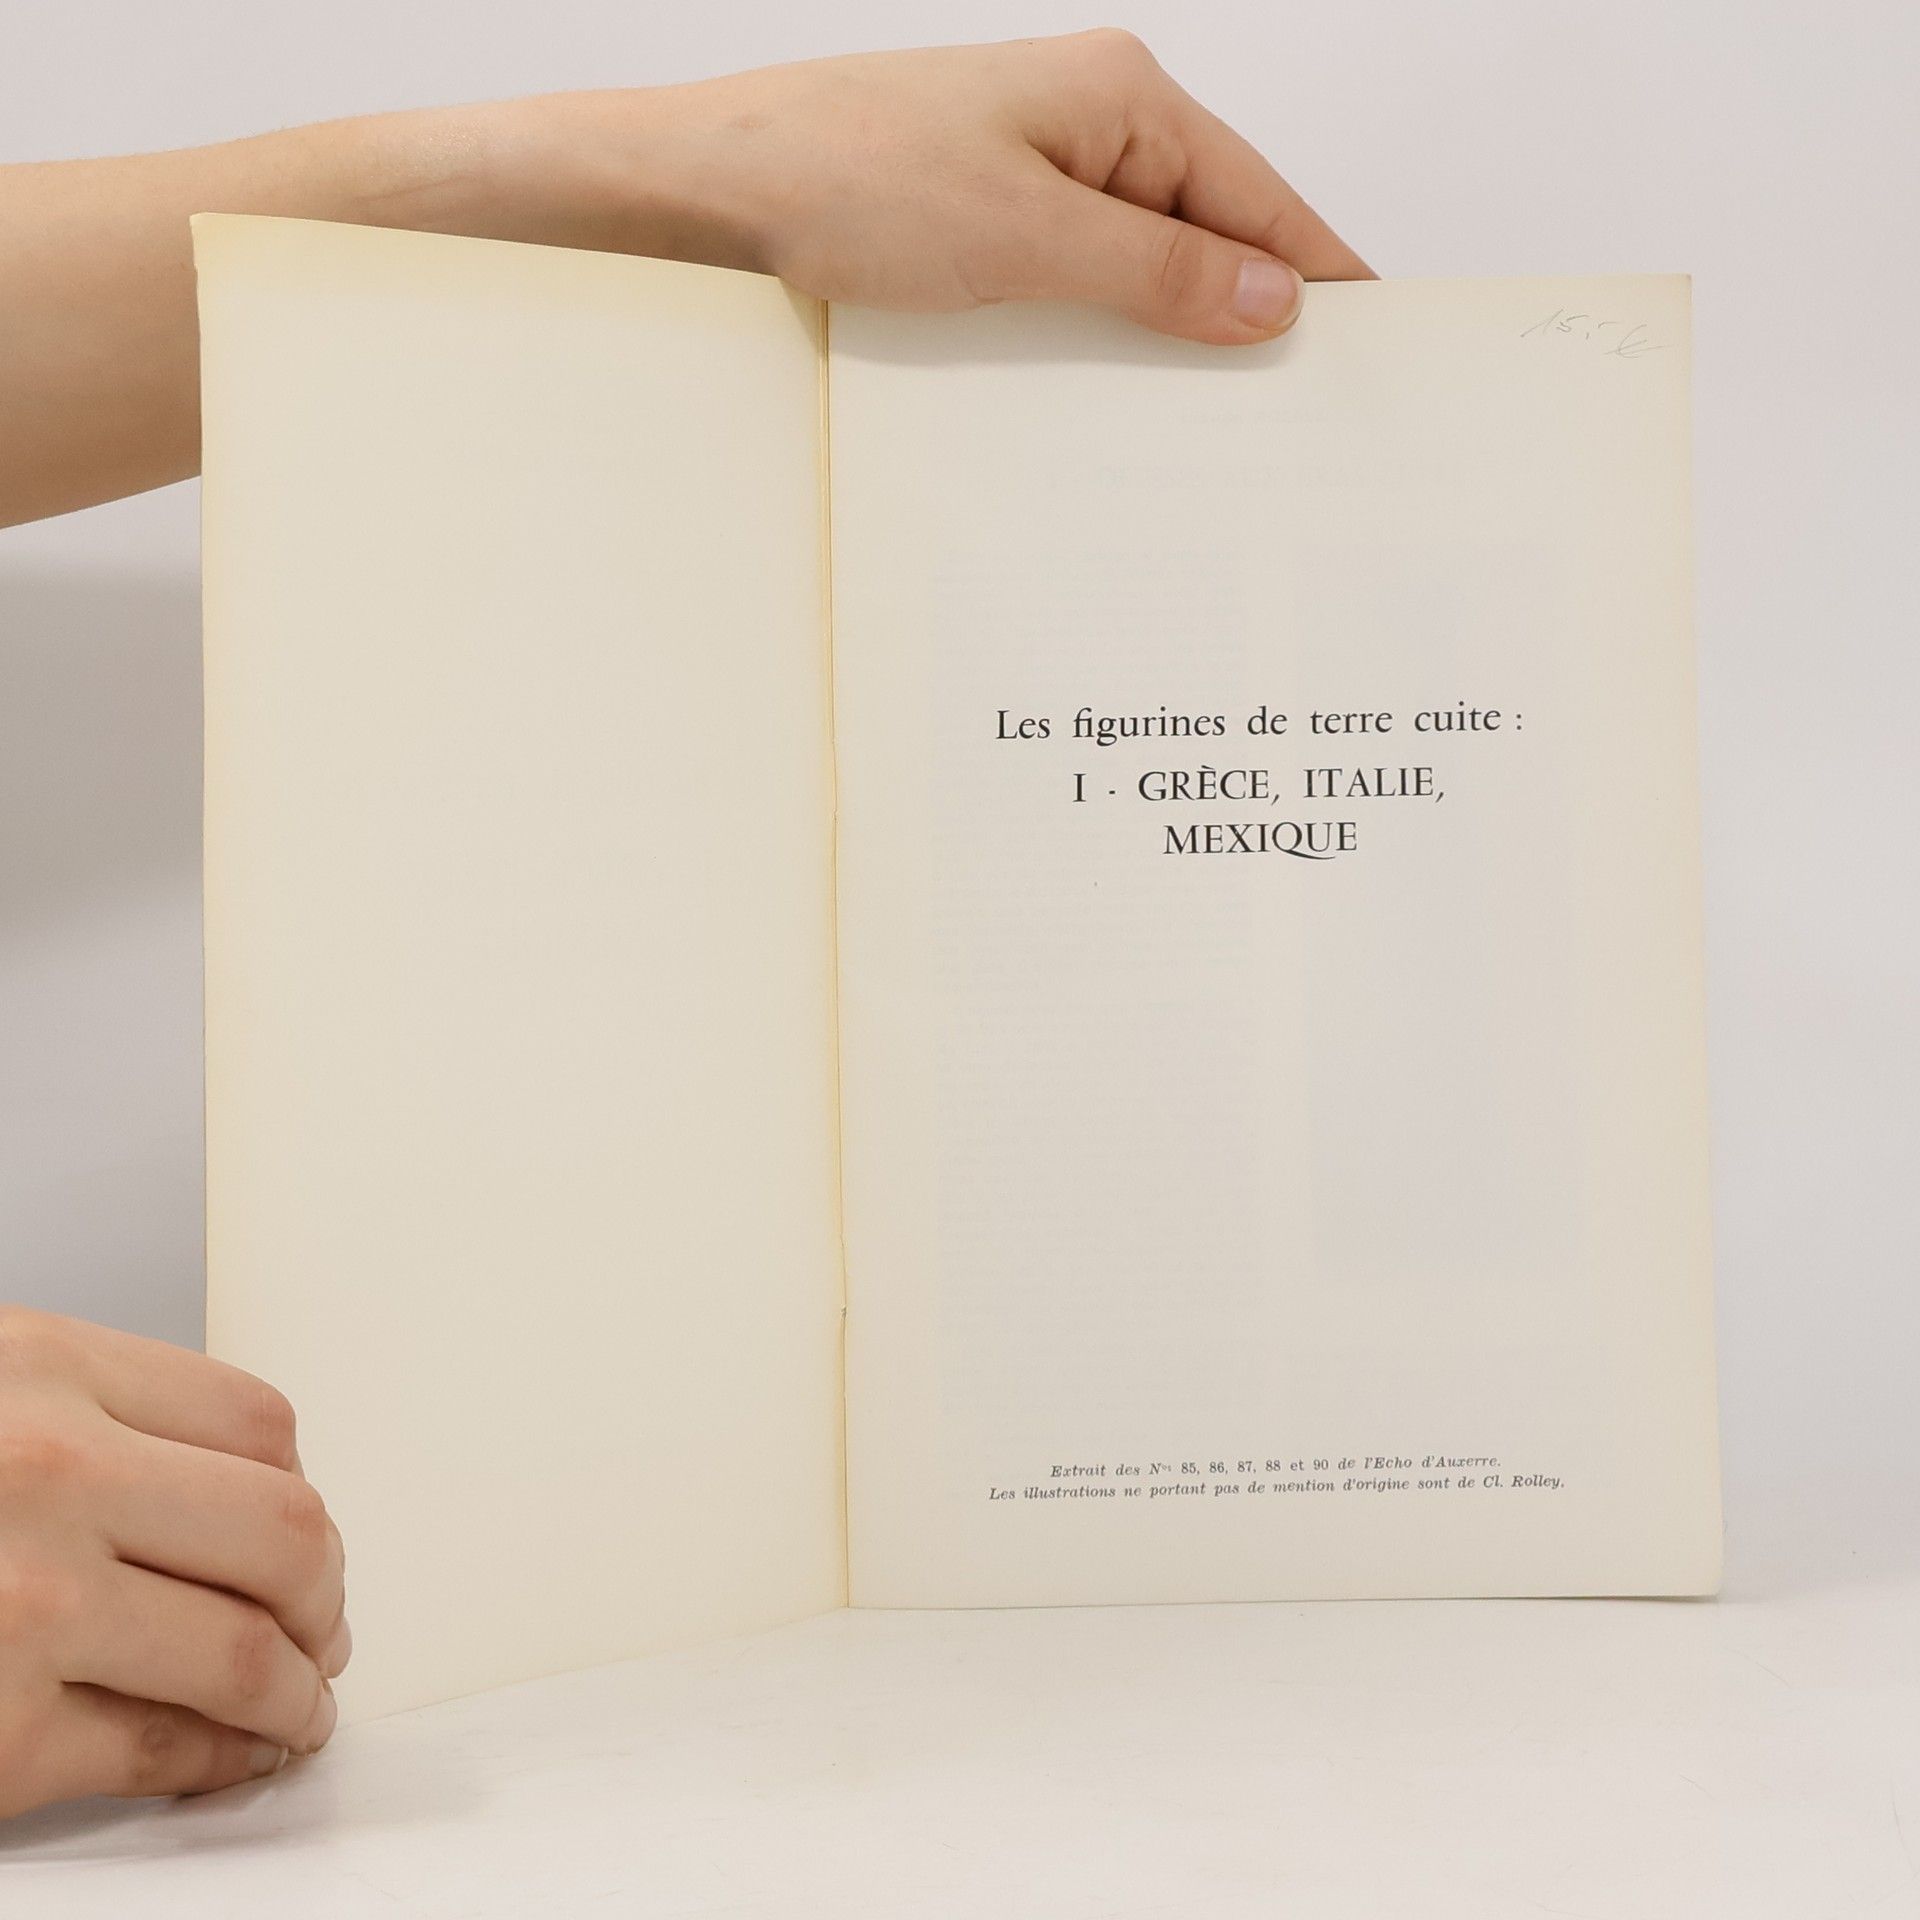 Les figurines de terre cuite :
I - GRÈCE, ITALIE,
MEXIQUE
Extrait des Nos 85, 86, 87, 88 et 90 de l'Echo d'Auxerre.
Les illustrations ne portant pas de mention d'origine sont de Cl. Rolley.